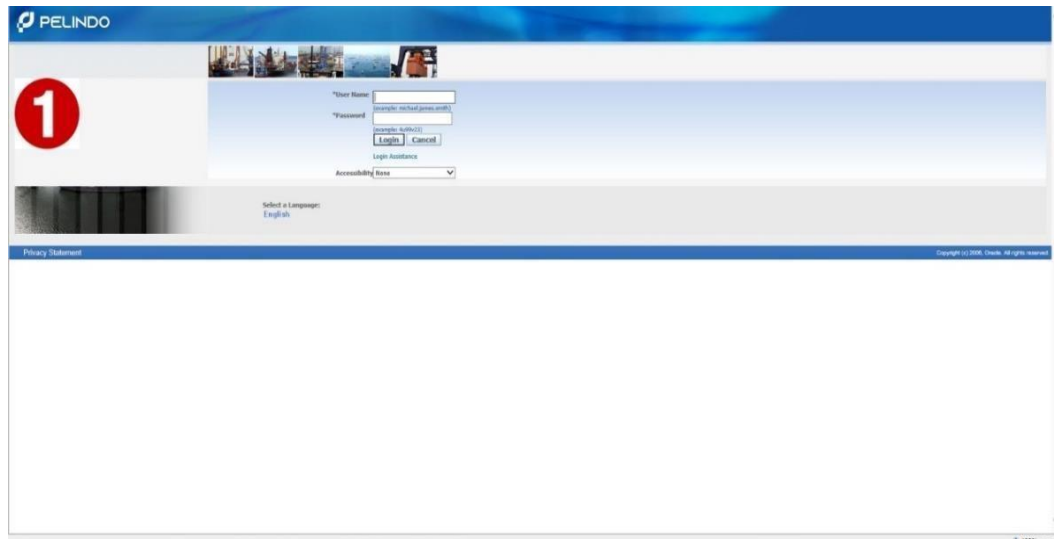 PELINDO
1
*User Name
(example: michael.james.smith)
*Password
(example: 4u99v23)
Login Cancel
Login Assistance
Accessibility None
Select a Language:
English
Privacy Statement
Copyright (c) 2006, Oracle. All rights reserved